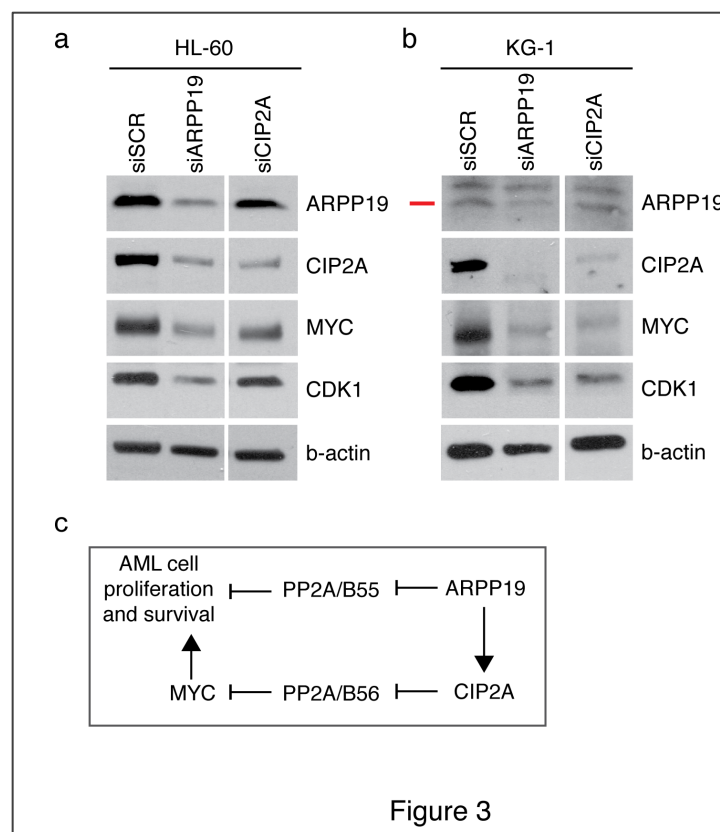 a
HL-60
siSCR
siARPP19
siCIP2A
ARPP19
CIP2A
MYC
CDK1
b-actin
b
KG-1
siSCR
siARPP19
siCIP2A
ARPP19
CIP2A
MYC
CDK1
b-actin
c
AML cell
proliferation
and survival
PP2A/B55
ARPP19
MYC
PP2A/B56
CIP2A
Figure 3